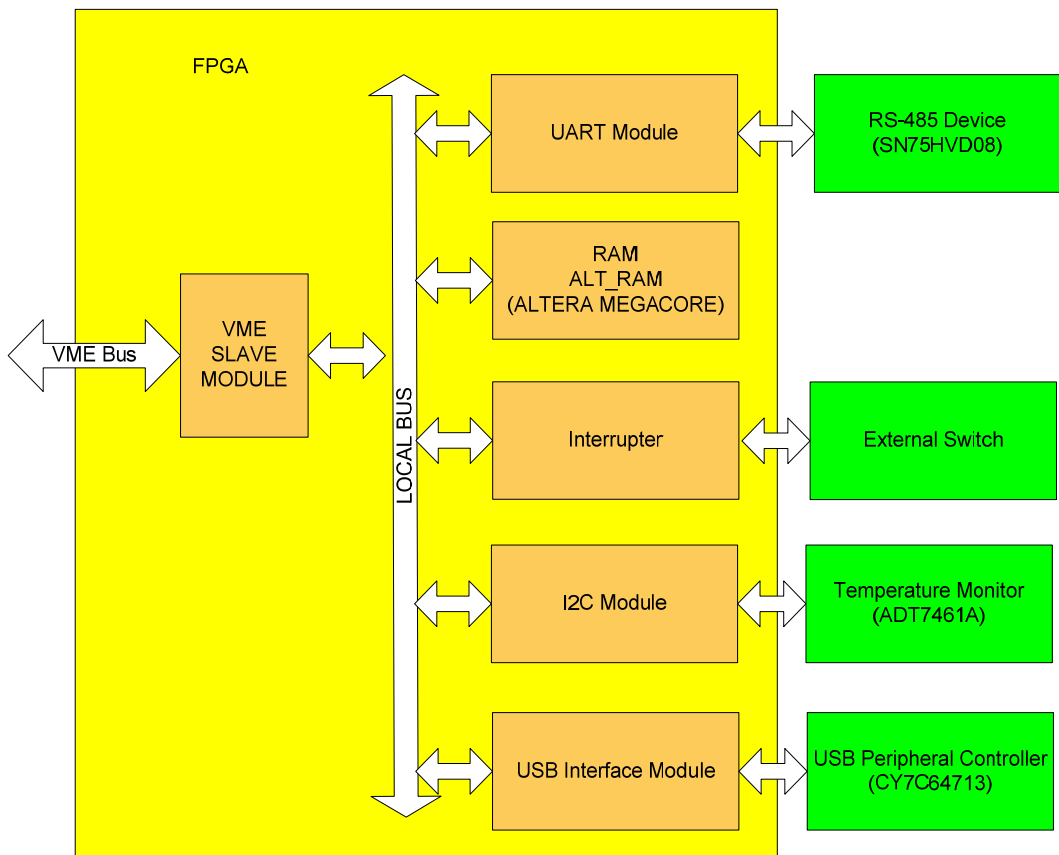 FPGA
UART Module
RS-485 Device
(SN75HVD08)
RAM
ALT_RAM
(ALTERA MEGACORE)
VME Bus
VME
SLAVE
MODULE
LOCAL BUS
Interrupter
External Switch
I2C Module
Temperature Monitor
(ADT7461A)
USB Interface Module
USB Peripheral Controller
(CY7C64713)